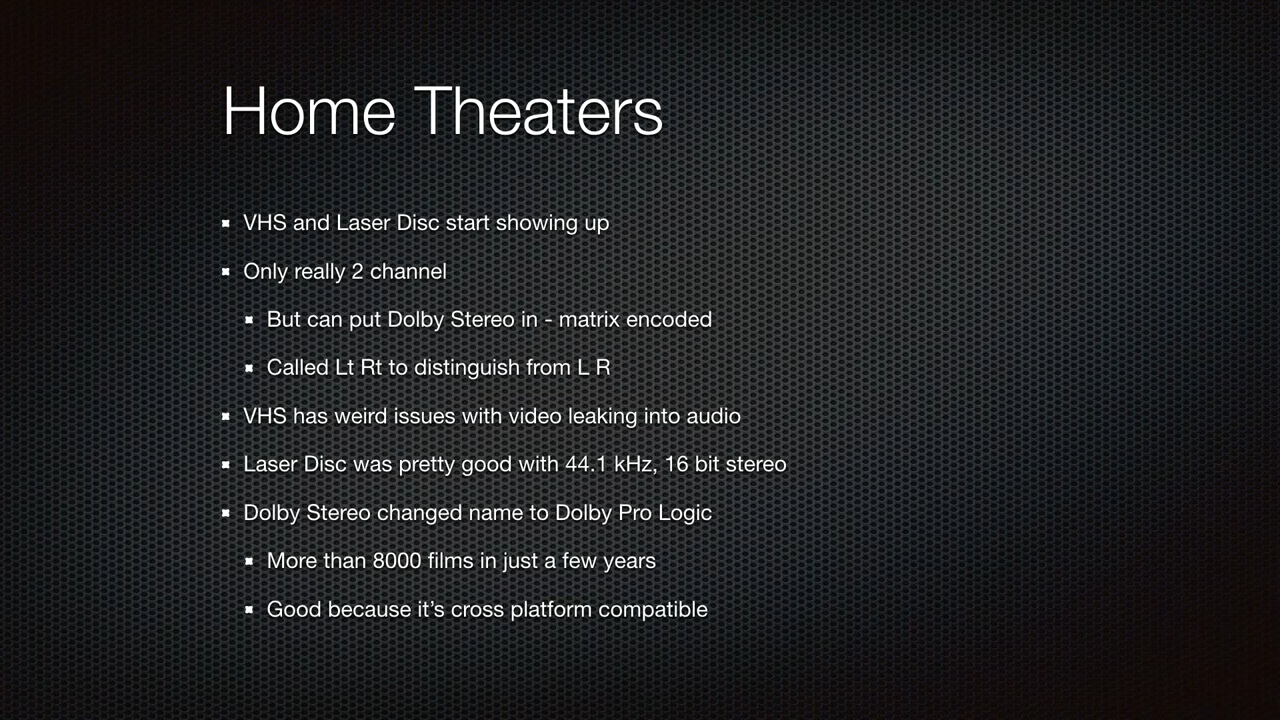 Home Theaters
VHS and Laser Disc start showing up
Only really 2 channel
But can put Dolby Stereo in - matrix encoded
Called Lt Rt to distinguish from L R
VHS has weird issues with video leaking into audio
Laser Disc was pretty good with 44.1 kHz, 16 bit stereo
Dolby Stereo changed name to Dolby Pro Logic
More than 8000 films in just a few years
Good because it’s cross platform compatible